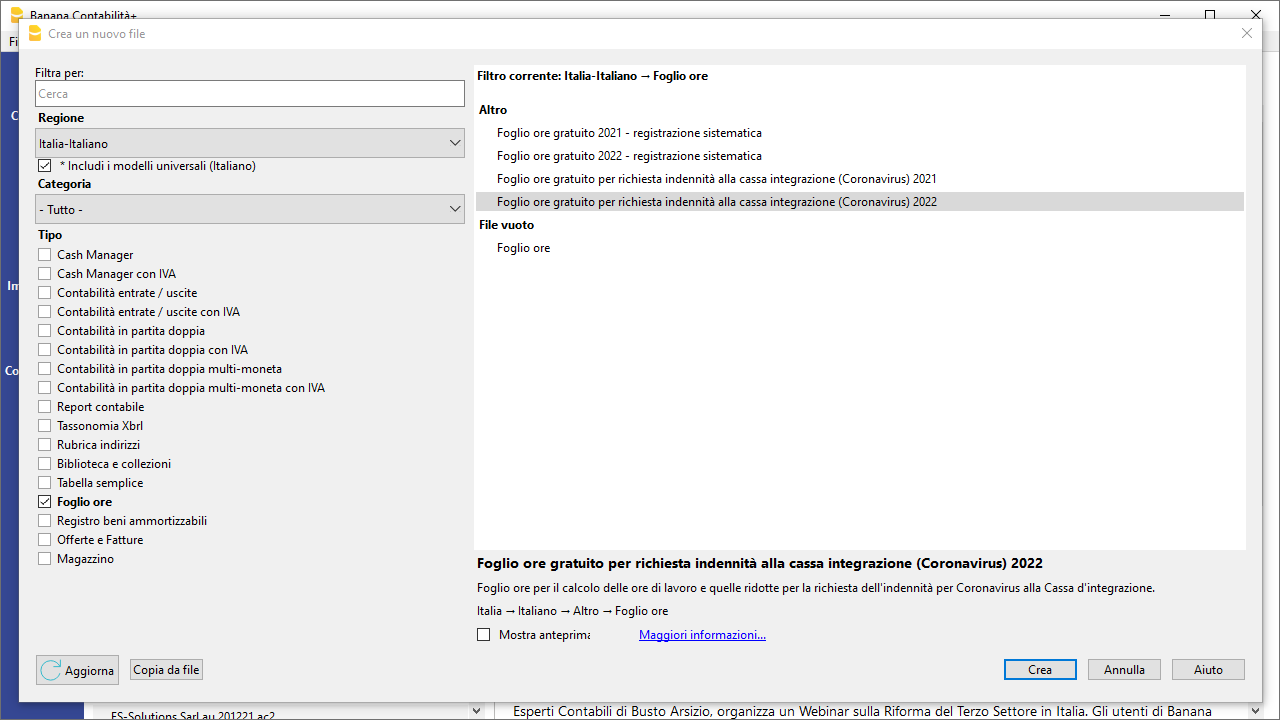 Banana Contabilità+
Crea un nuovo file
Filtra per:
Cerca
Regione
Italia-Italiano
* Includi i modelli universali (Italiano)
Categoria
- Tutto -
Tipo
Cash Manager
Cash Manager con IVA
Contabilità entrate / uscite
Contabilità entrate / uscite con IVA
Contabilità in partita doppia
Contabilità in partita doppia con IVA
Contabilità in partita doppia multi-moneta
Contabilità in partita doppia multi-moneta con IVA
Report contabile
Tassonomia Xbrl
Rubrica indirizzi
Biblioteca e collezioni
Tabella semplice
Foglio ore
Registro beni ammortizzabili
Offerte e Fatture
Magazzino
Aggiorna
Copia da file
Filtro corrente: Italia-Italiano → Foglio ore
Altro
Foglio ore gratuito 2021 - registrazione sistematica
Foglio ore gratuito 2022 - registrazione sistematica
Foglio ore gratuito per richiesta indennità alla cassa integrazione (Coronavirus) 2021
Foglio ore gratuito per richiesta indennità alla cassa integrazione (Coronavirus) 2022
File vuoto
Foglio ore
Foglio ore gratuito per richiesta indennità alla cassa integrazione (Coronavirus) 2022
Foglio ore per il calcolo delle ore di lavoro e quelle ridotte per la richiesta dell'indennità per Coronavirus alla Cassa d'integrazione.
Italia → Italiano → Altro → Foglio ore
Mostra anteprima
Maggiori informazioni...
Crea
Annulla
Aiuto
ES-Solutions Sarl au 201221.ac2
Esperti Contabili di Busto Arsizio, organizza un Webinar sulla Riforma del Terzo Settore in Italia. Gli utenti di Banana